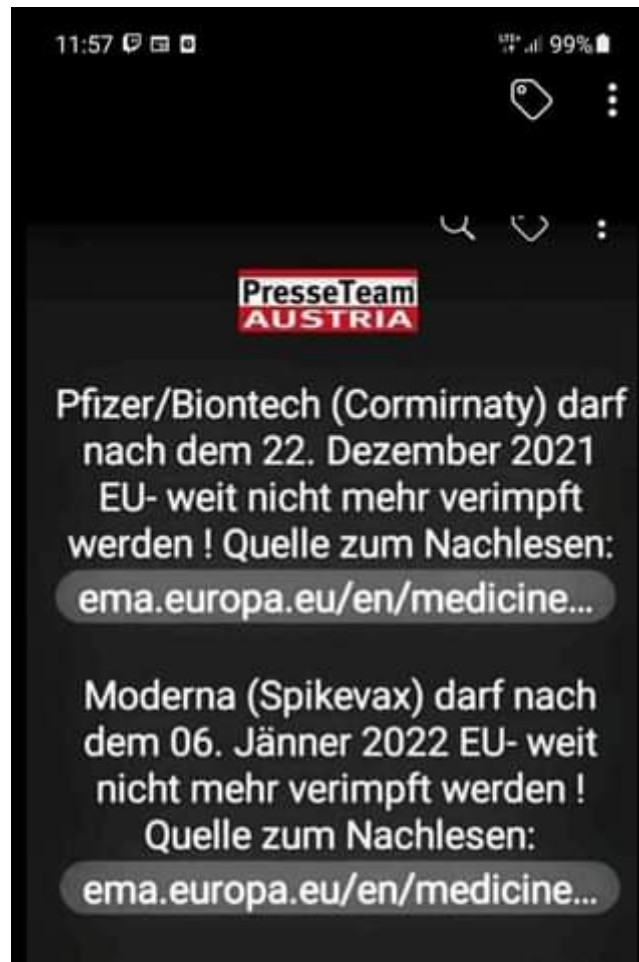 11:57
99%
PresseTeam
AUSTRIA
Pfizer/Biontech (Cormirnaty) darf
nach dem 22. Dezember 2021
EU- weit nicht mehr verimpft
werden ! Quelle zum Nachlesen:
ema.europa.eu/en/medicine...
Moderna (Spikevax) darf nach
dem 06. Jänner 2022 EU- weit
nicht mehr verimpft werden !
Quelle zum Nachlesen:
ema.europa.eu/en/medicine...